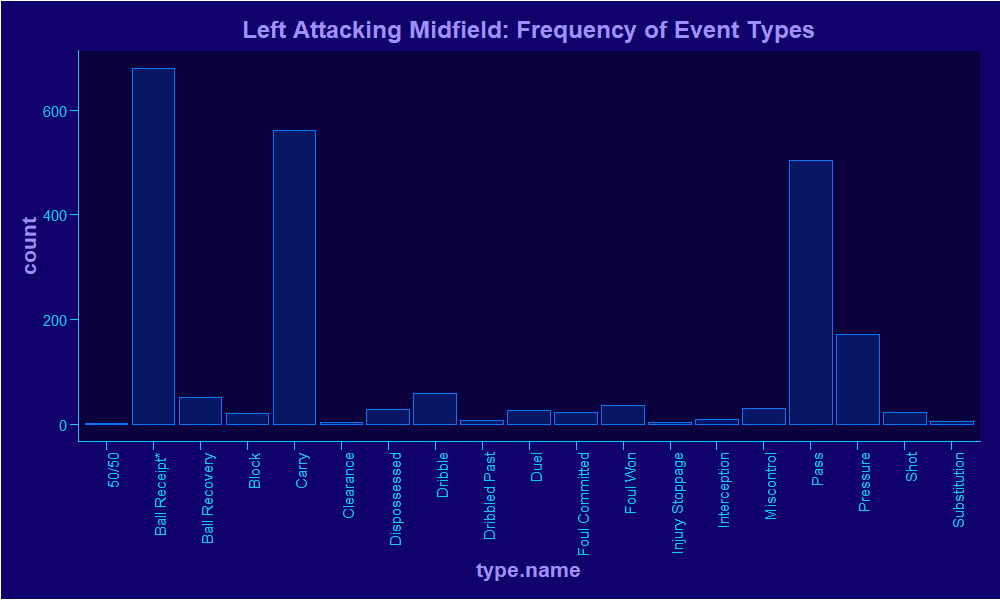 Left Attacking Midfield: Frequency of Event Types
count
600
400
200
0
50/50
Ball Receipt*
Ball Recovery
Block
Carry
Clearance
Dispossessed
Dribble
Dribbled Past
Duel
Foul Committed
Foul Won
Injury Stoppage
Interception
Miscontrol
Pass
Pressure
Shot
Substitution
type.name